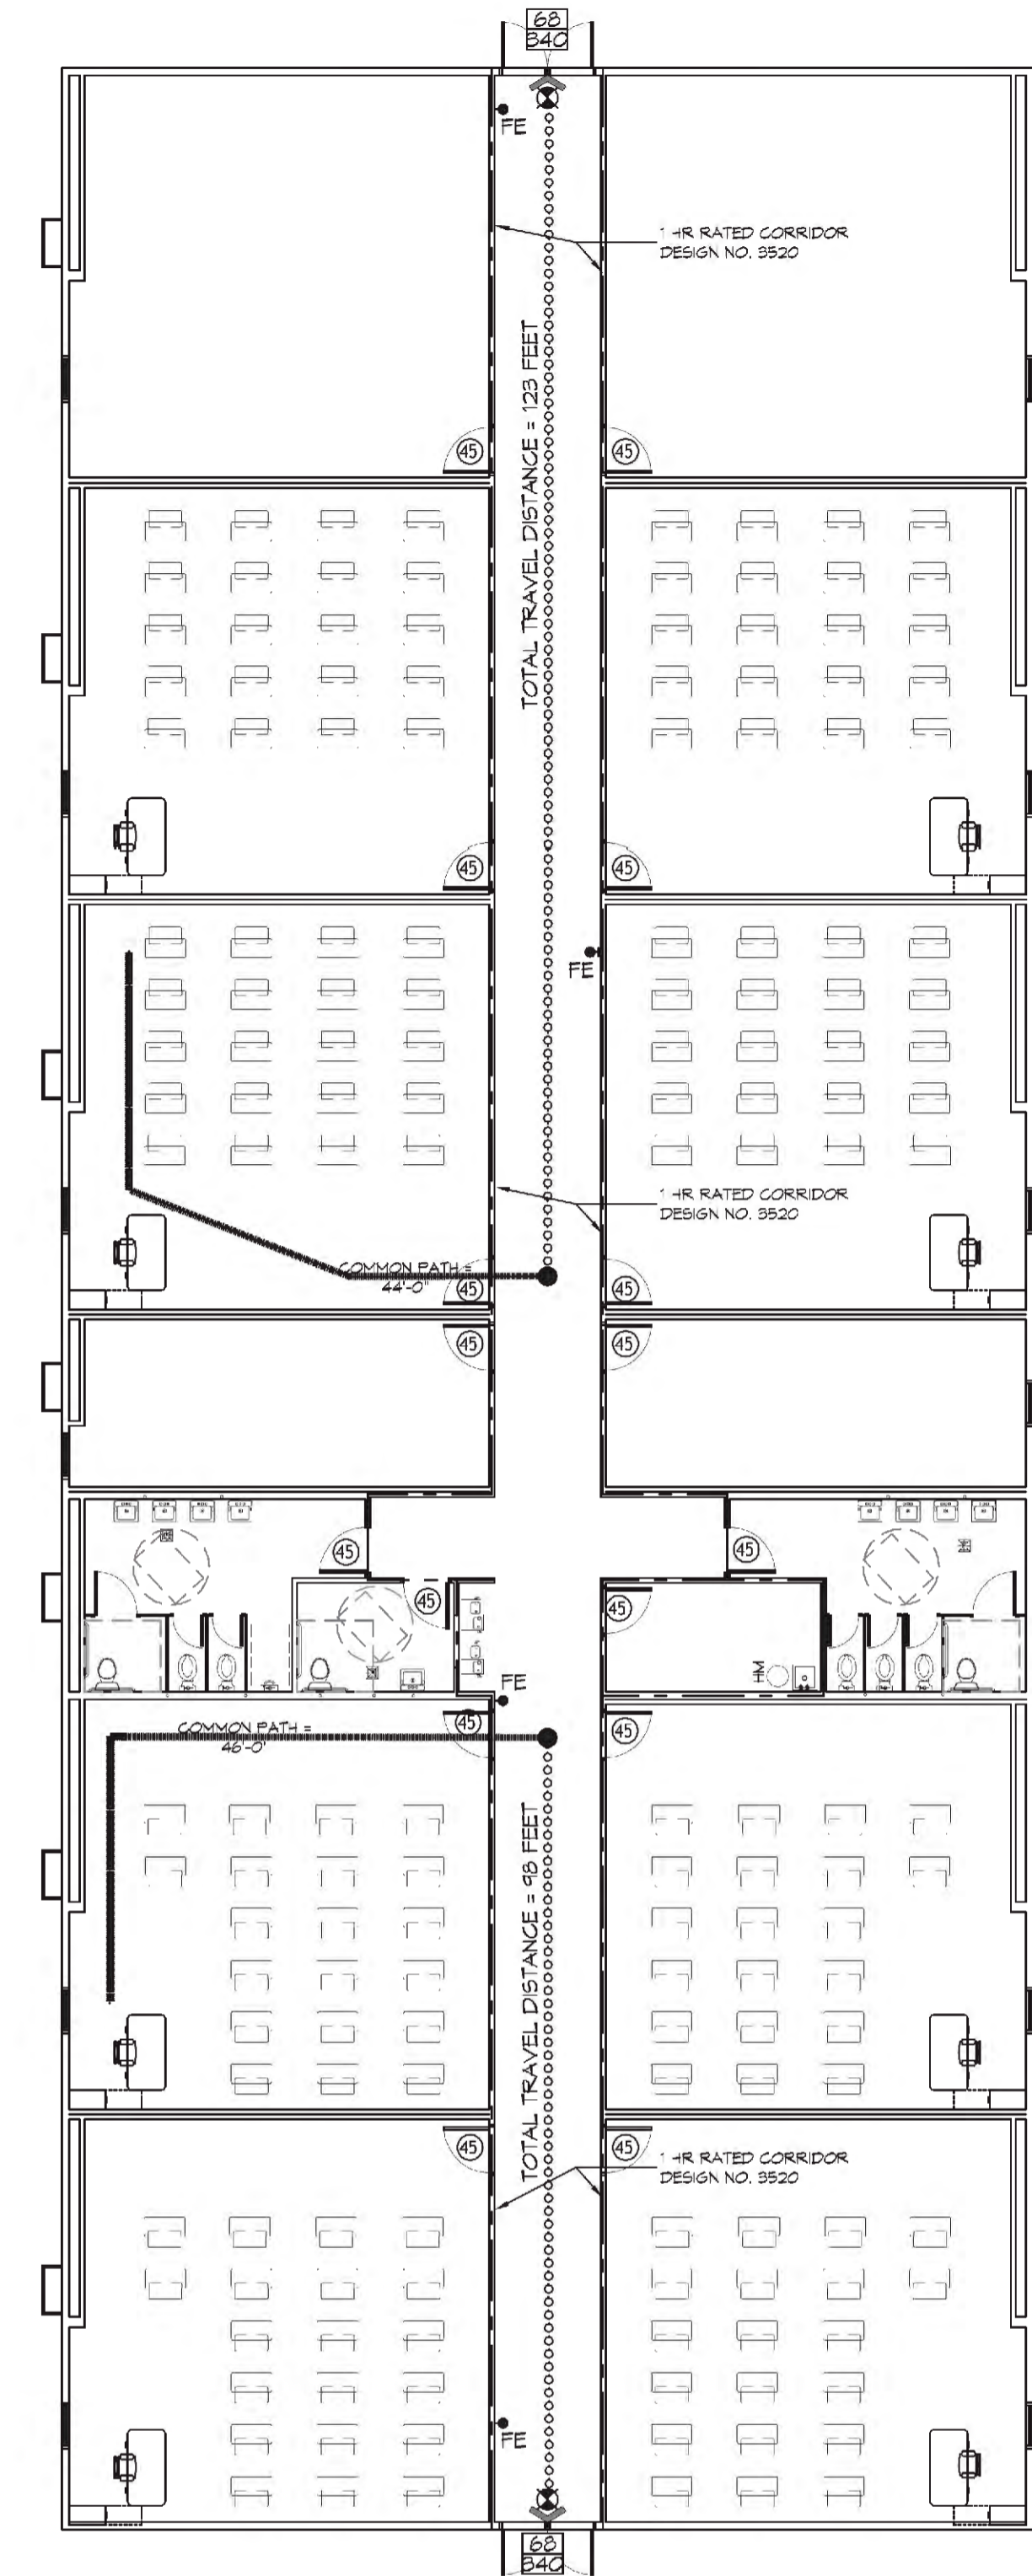 68
340
FE
1 HR RATED CORRIDOR
DESIGN NO. 3520
TOTAL TRAVEL DISTANCE = 123 FEET
45
45
45
45
FE
1 HR RATED CORRIDOR
DESIGN NO. 3520
COMMON PATH =
44'-0"
45
45
45
45
45
45
45
45
HM
FE
COMMON PATH =
46'-0"
45
45
TOTAL TRAVEL DISTANCE = 98 FEET
45
45
1 HR RATED CORRIDOR
DESIGN NO. 3520
FE
68
340